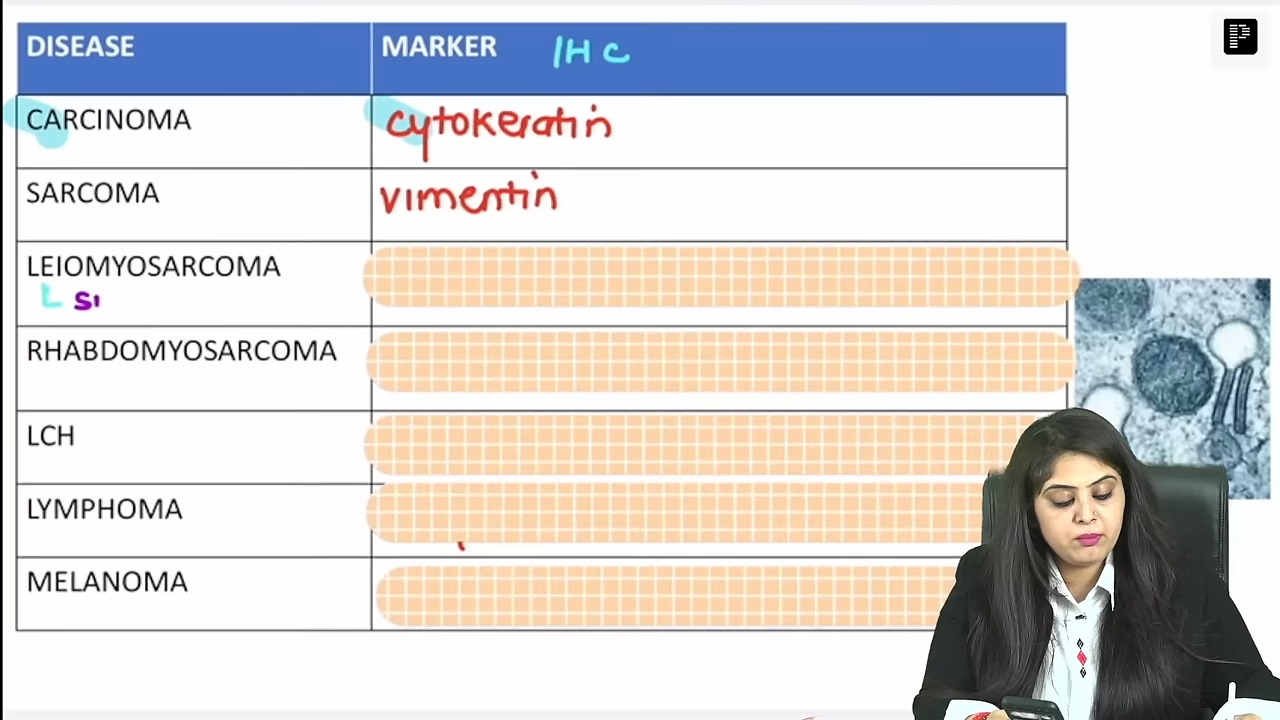 DISEASE MARKER IHC
CARCINOMA cytokeratin
SARCOMA vimentin
LEIOMYOSARCOMA
L
RHABDOMYOSARCOMA
LCH
LYMPHOMA
MELANOMA
P